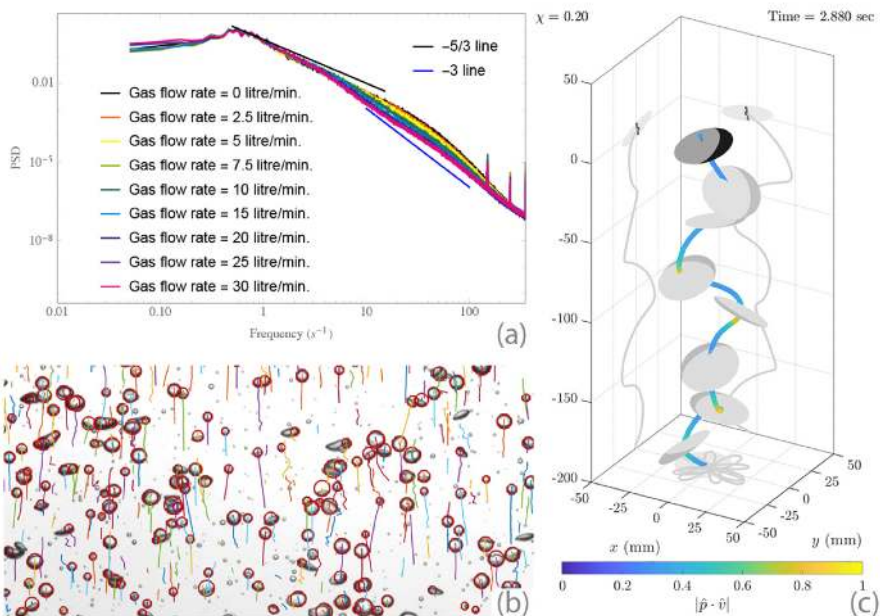 χ = 0.20
Time = 2.880 sec
−5/3 line
−3 line
0.01
10⁻⁵
10⁻⁸
PSD
Gas flow rate = 0 litre/min.
Gas flow rate = 2.5 litre/min.
Gas flow rate = 5 litre/min.
Gas flow rate = 7.5 litre/min.
Gas flow rate = 10 litre/min.
Gas flow rate = 15 litre/min.
Gas flow rate = 20 litre/min.
Gas flow rate = 25 litre/min.
Gas flow rate = 30 litre/min.
0.01 0.10 1 10 100
Frequency (s⁻¹)
(a)
(b)
50
0
-50
-100
-150
-200
50
-50 -25 0 25 50
-50 -25 0 25 50
x (mm)
y (mm)
0 0.2 0.4 0.6 0.8 1
|p̂ · v̂|
(c)